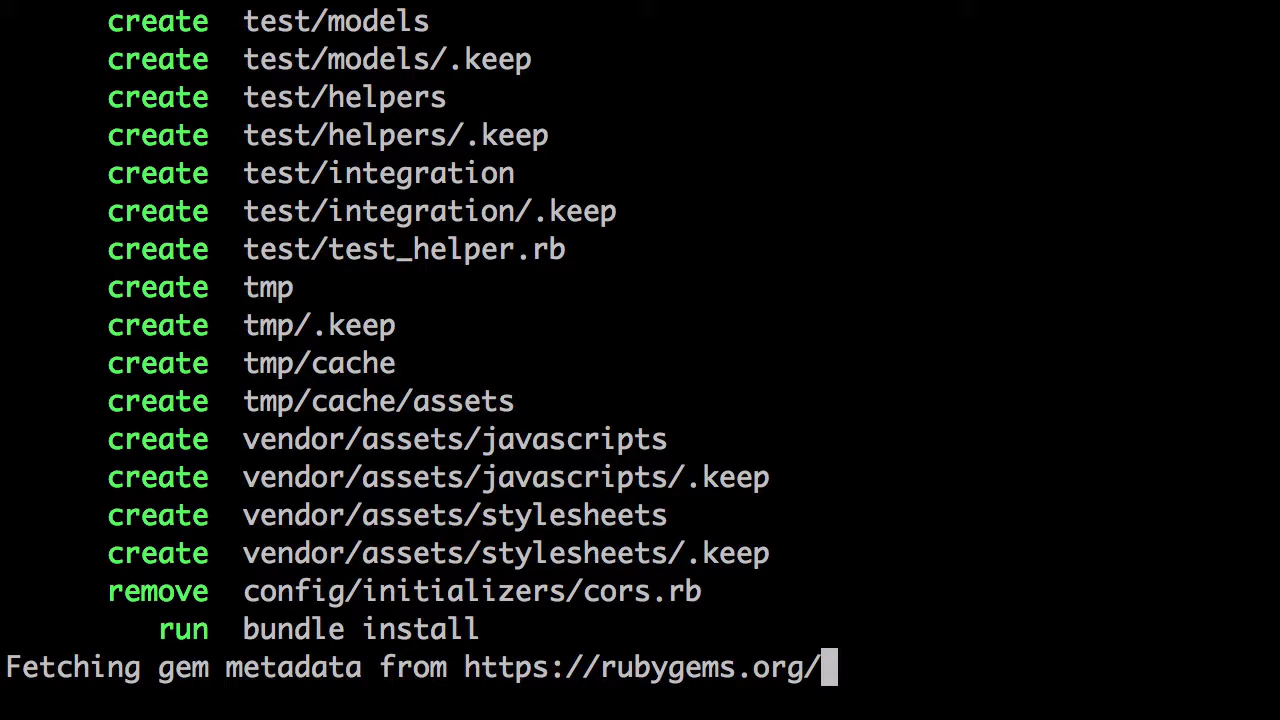 create  test/models
create  test/models/.keep
create  test/helpers
create  test/helpers/.keep
create  test/integration
create  test/integration/.keep
create  test/test_helper.rb
create  tmp
create  tmp/.keep
create  tmp/cache
create  tmp/cache/assets
create  vendor/assets/javascripts
create  vendor/assets/javascripts/.keep
create  vendor/assets/stylesheets
create  vendor/assets/stylesheets/.keep
remove  config/initializers/cors.rb
run  bundle install
Fetching gem metadata from https://rubygems.org/